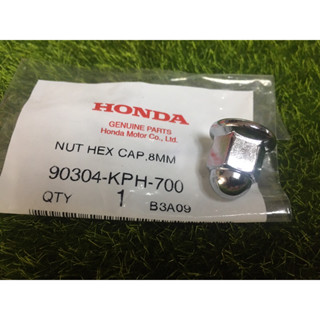 HONDA
GENUINE PARTS
Honda Motor Co., Ltd.
NUT HEX CAP,8MM
90304-KPH-700
QTY 1 B3A09